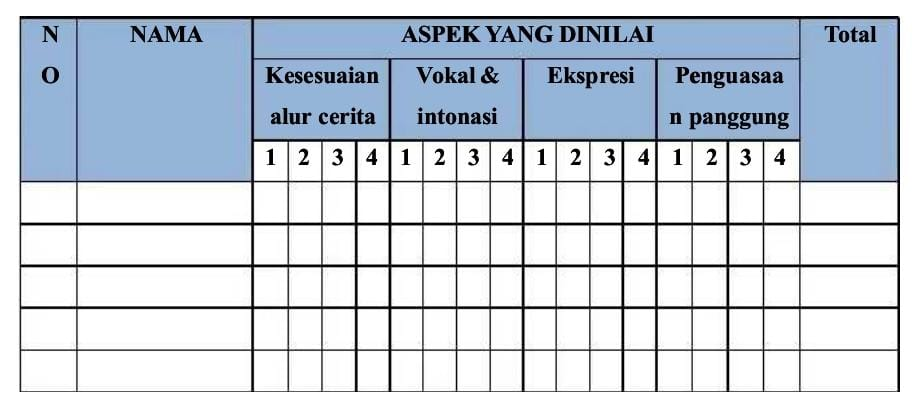 N NAMA ASPEK YANG DINILAI Total
O Kesesuaian Vokal & Ekspresi Penguasaa
alur cerita intonasi n panggung
1 2 3 4 1 2 3 4 1 2 3 4 1 2 3 4